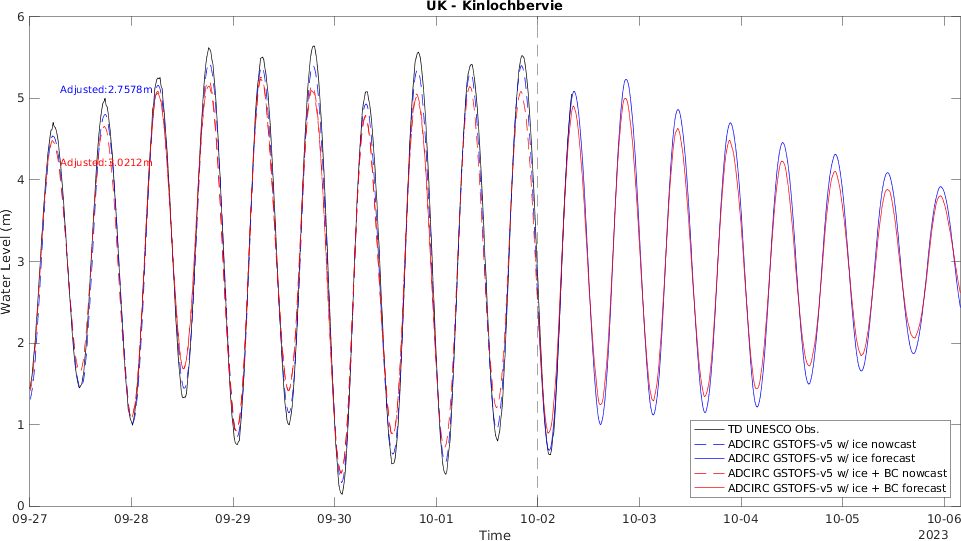 UK - Kinlochbervie
6
5
4
3
2
1
0
Water Level (m)
Adjusted:2.7578m
Adjusted:3.0212m
TD UNESCO Obs.
ADCIRC GSTOFS-v5 w/ ice nowcast
ADCIRC GSTOFS-v5 w/ ice forecast
ADCIRC GSTOFS-v5 w/ ice + BC nowcast
ADCIRC GSTOFS-v5 w/ ice + BC forecast
09-27 09-28 09-29 09-30 10-01 10-02 10-03 10-04 10-05 10-06
Time
2023